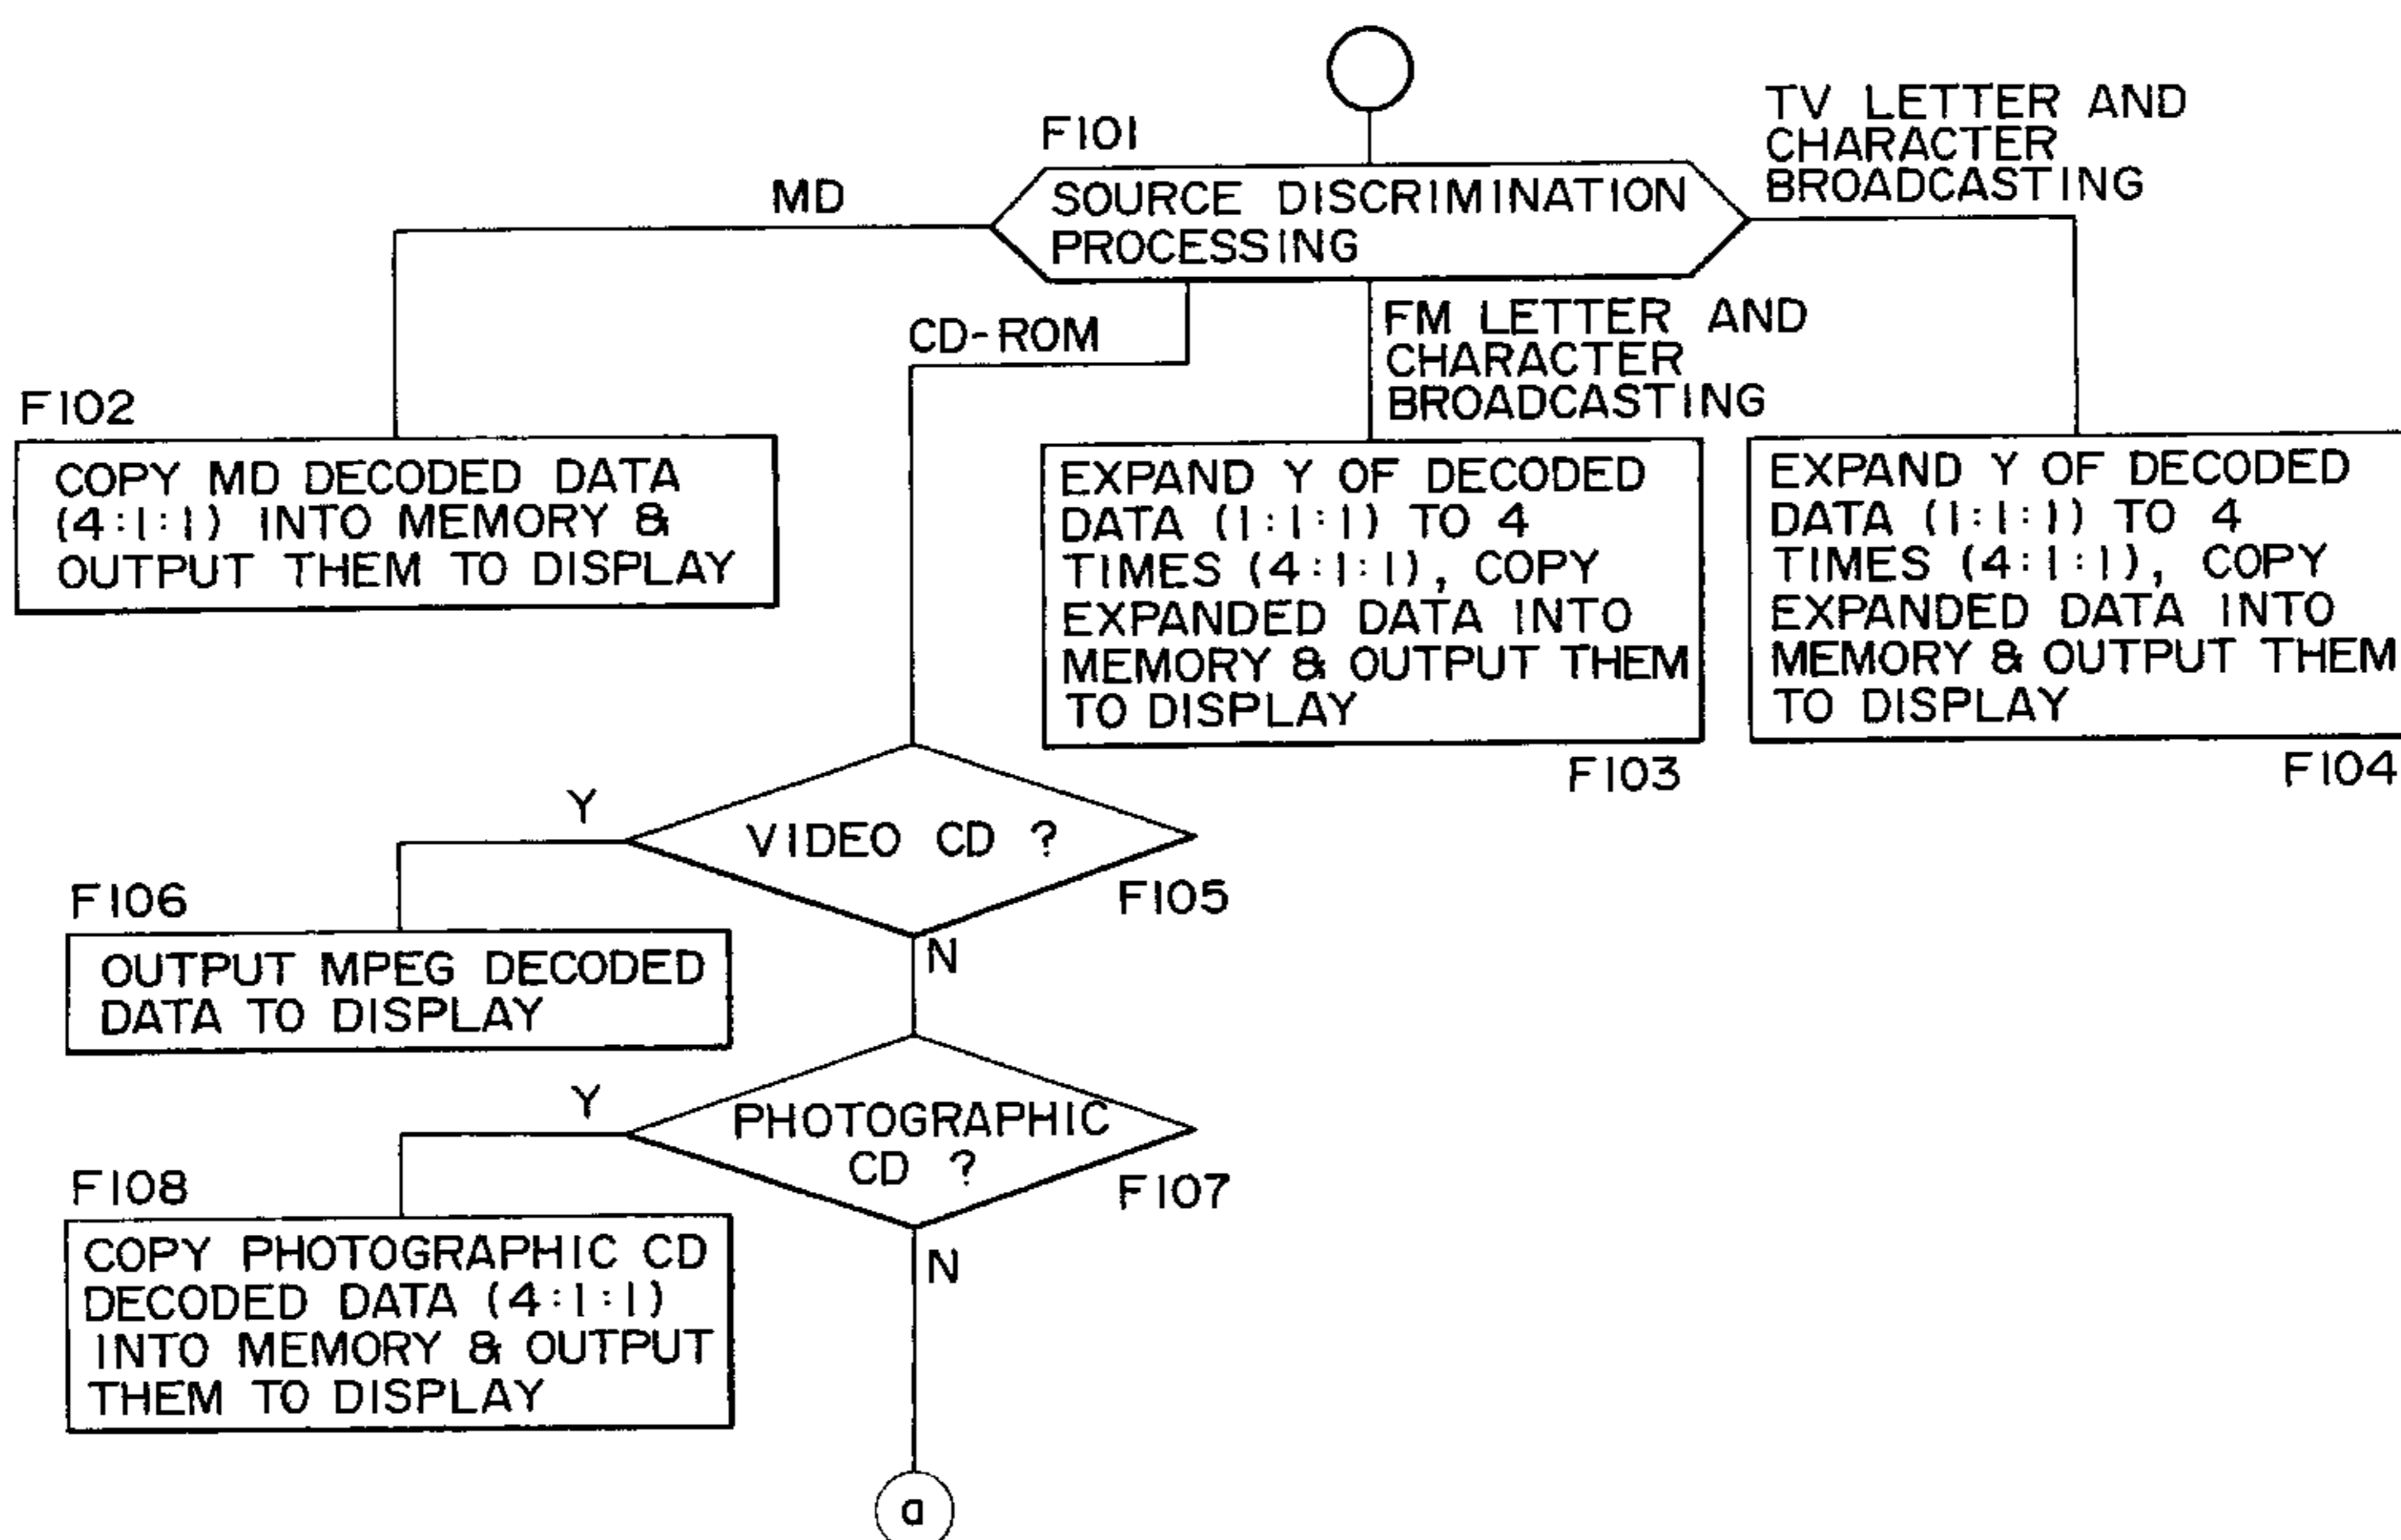 F101
TV LETTER AND
CHARACTER
BROADCASTING
MD
SOURCE DISCRIMINATION
PROCESSING
CD-ROM
FM LETTER AND
CHARACTER
BROADCASTING
F102
COPY MD DECODED DATA
(4:1:1) INTO MEMORY &
OUTPUT THEM TO DISPLAY
EXPAND Y OF DECODED
DATA (1:1:1) TO 4
TIMES (4:1:1), COPY
EXPANDED DATA INTO
MEMORY & OUTPUT THEM
TO DISPLAY
F103
EXPAND Y OF DECODED
DATA (1:1:1) TO 4
TIMES (4:1:1), COPY
EXPANDED DATA INTO
MEMORY & OUTPUT THEM
TO DISPLAY
F104
Y
VIDEO CD ?
F105
F106
OUTPUT MPEG DECODED
DATA TO DISPLAY
N
Y
PHOTOGRAPHIC
CD ?
F107
F108
COPY PHOTOGRAPHIC CD
DECODED DATA (4:1:1)
INTO MEMORY & OUTPUT
THEM TO DISPLAY
N
a